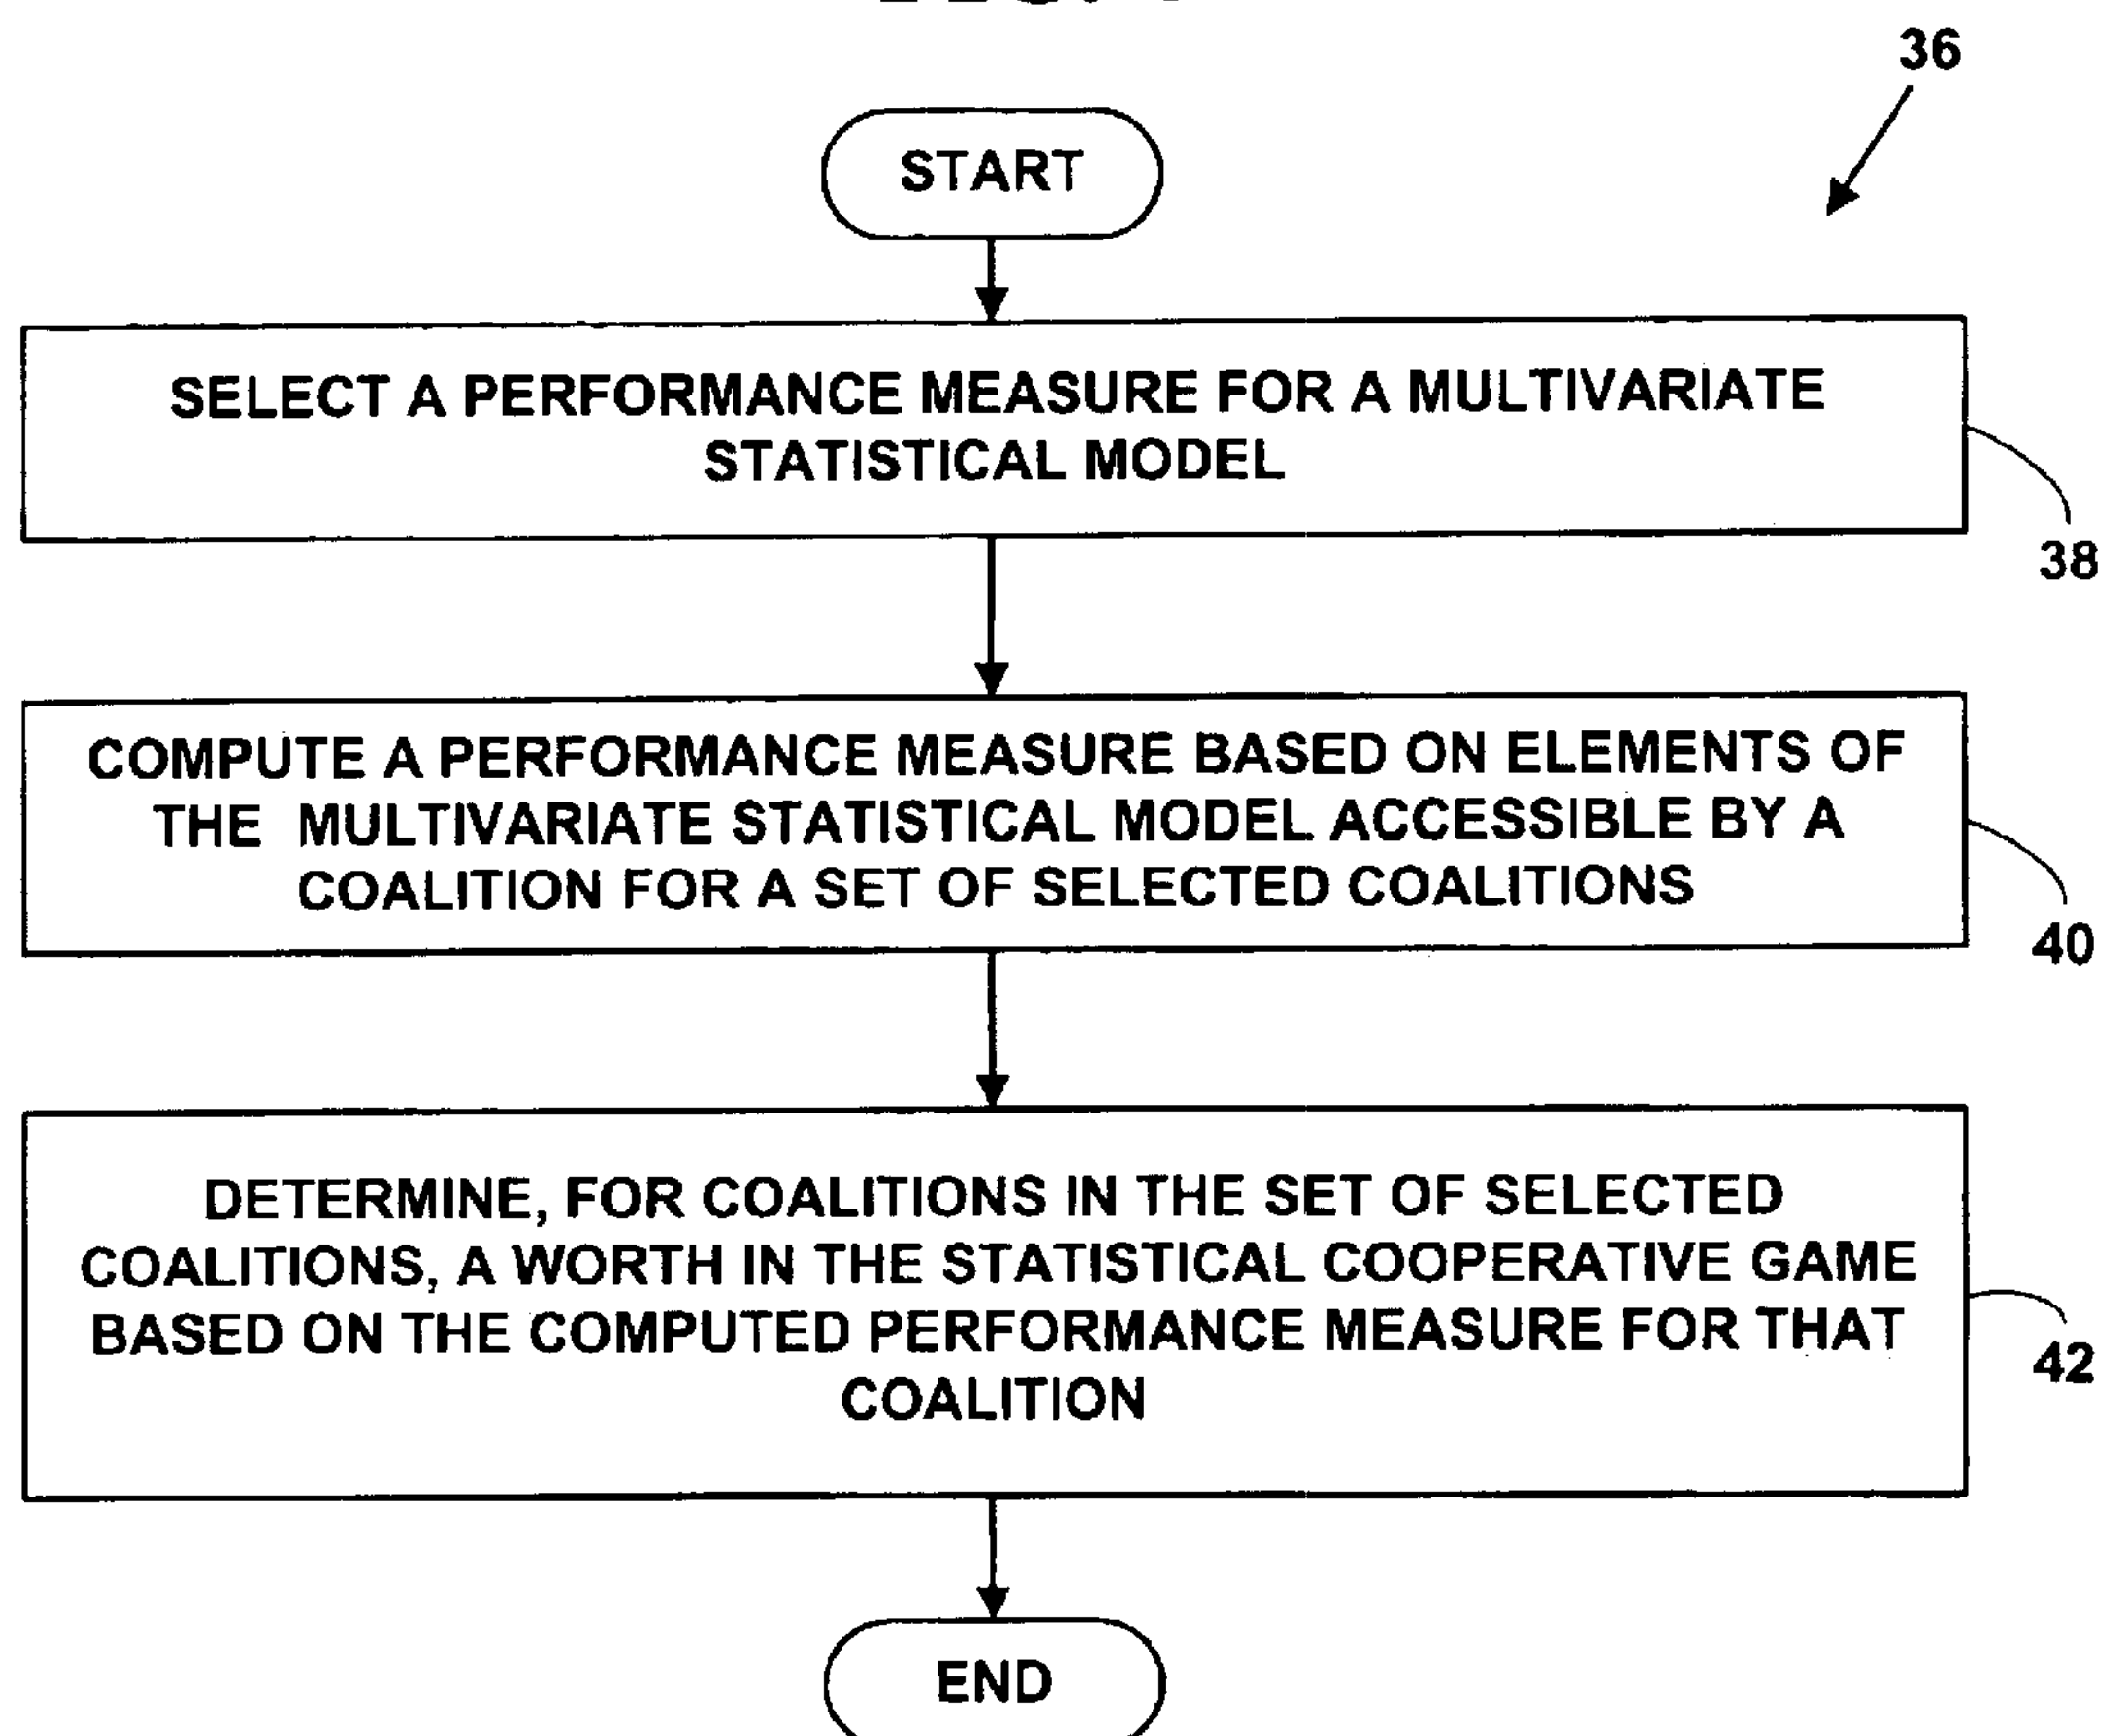 36
START
SELECT A PERFORMANCE MEASURE FOR A MULTIVARIATE
STATISTICAL MODEL
38
COMPUTE A PERFORMANCE MEASURE BASED ON ELEMENTS OF
THE MULTIVARIATE STATISTICAL MODEL ACCESSIBLE BY A
COALITION FOR A SET OF SELECTED COALITIONS
40
DETERMINE, FOR COALITIONS IN THE SET OF SELECTED
COALITIONS, A WORTH IN THE STATISTICAL COOPERATIVE GAME
BASED ON THE COMPUTED PERFORMANCE MEASURE FOR THAT
COALITION
42
END